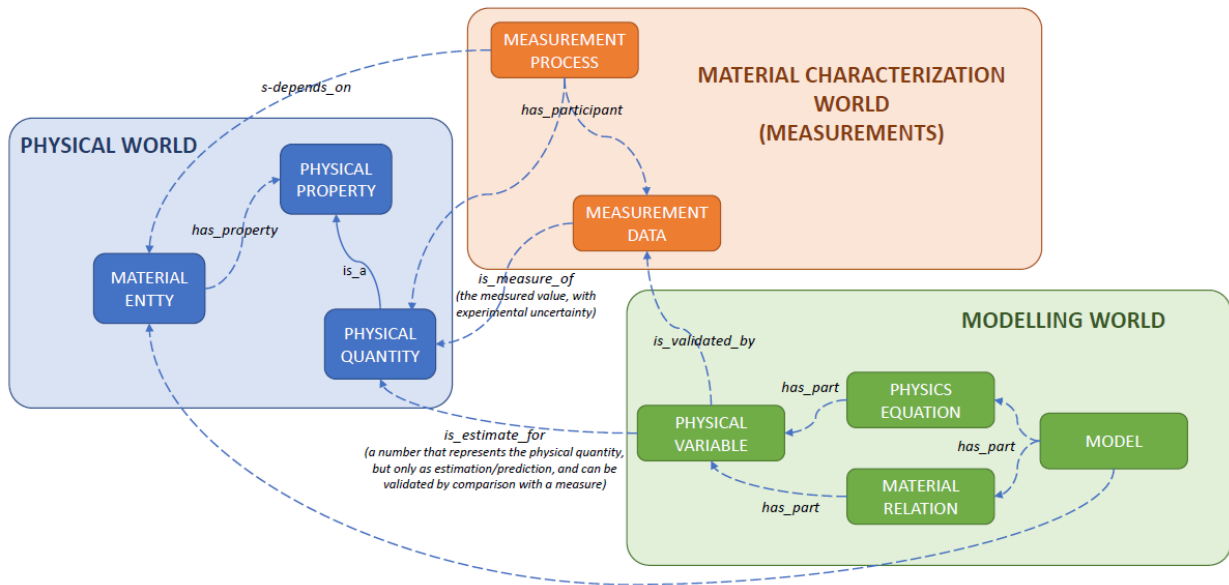 MEASUREMENT
PROCESS
MATERIAL CHARACTERIZATION
WORLD
(MEASUREMENTS)
s-depends_on
has_participant
PHYSICAL WORLD
PHYSICAL
PROPERTY
MEASUREMENT
DATA
has_property
MATERIAL
ENTTY
is_a
is_measure_of
(the measured value, with
experimental uncertainty)
PHYSICAL
QUANTITY
MODELLING WORLD
is_validated_by
has_part
PHYSICS
EQUATION
PHYSICAL
VARIABLE
is_estimate_for
(a number that represents the physical quantity,
but only as estimation/prediction, and can be
validated by comparison with a measure)
has_part
MODEL
MATERIAL
RELATION
has_part